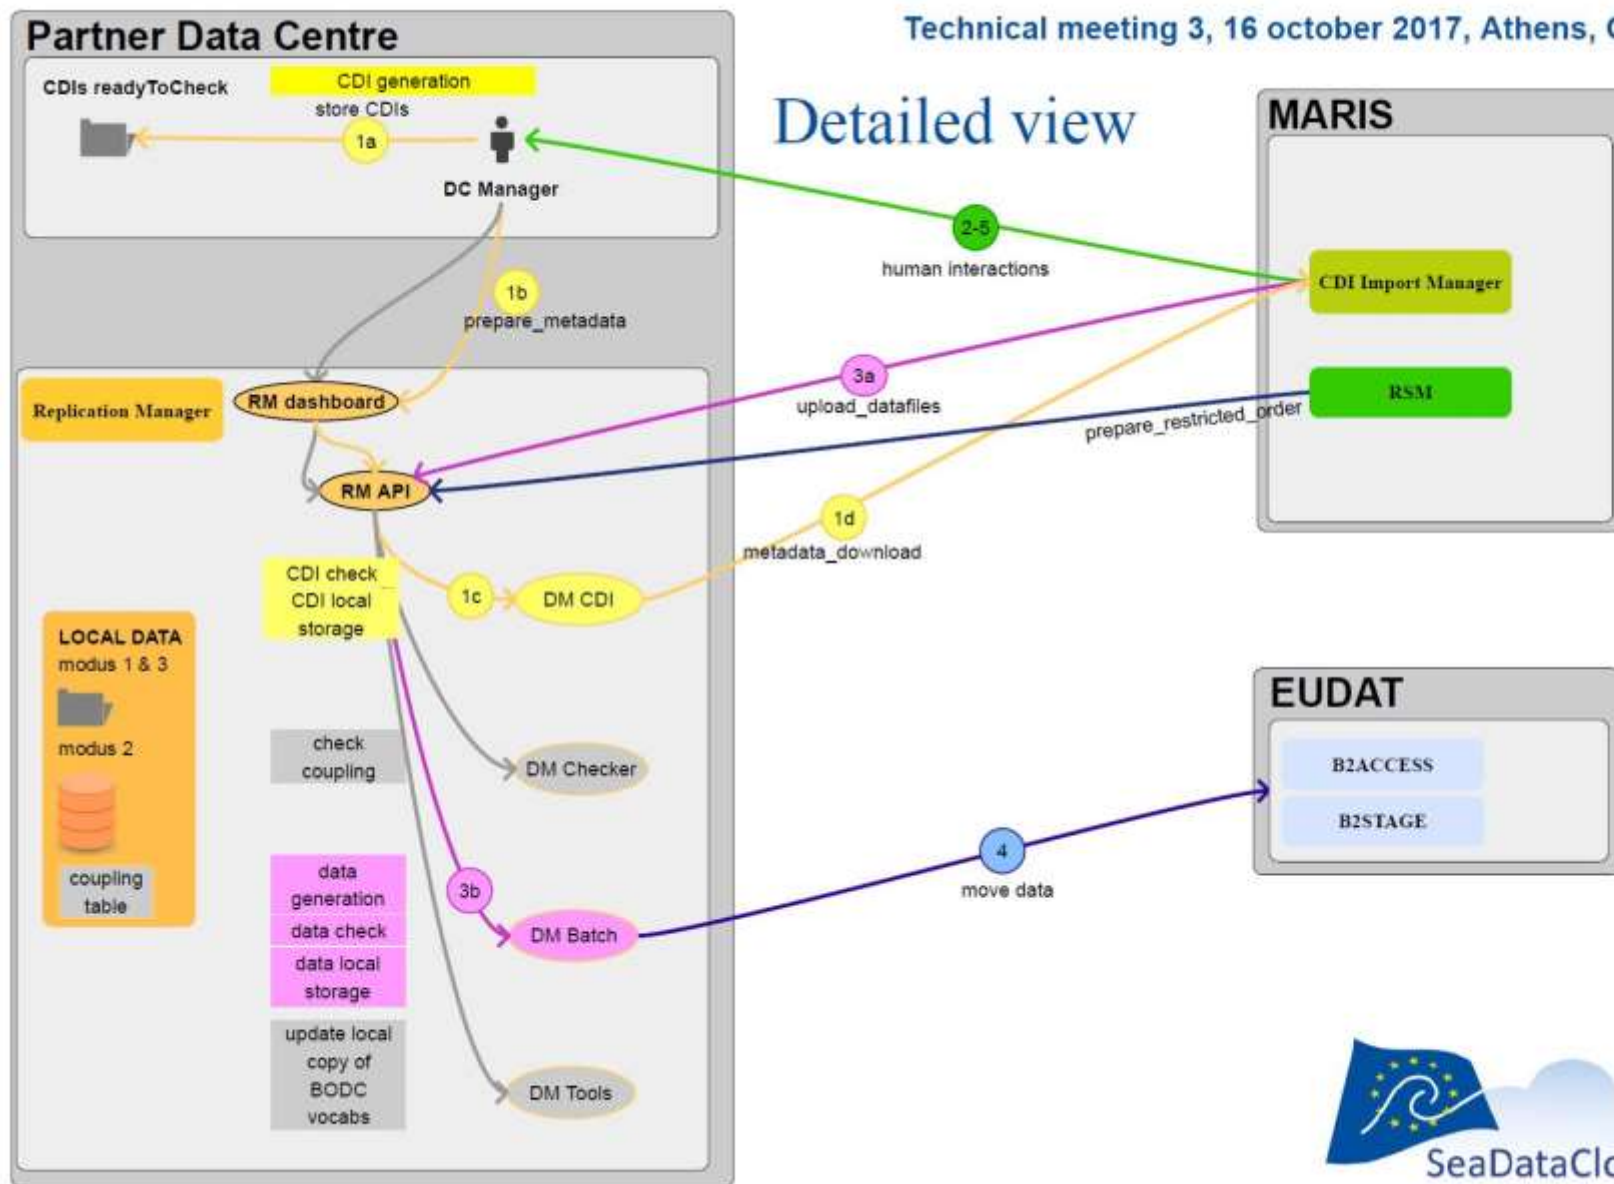 Technical meeting 3, 16 october 2017, Athens,
Partner Data Centre
CDIs readyToCheck
CDI generation
store CDIs
1a
DC Manager
Detailed view
MARIS
2-5
human interactions
CDI Import Manager
1b
prepare_metadata
3a
upload_datafiles
RSM
prepare_restricted_order
Replication Manager
RM dashboard
RM API
1d
metadata_download
CDI check
CDI local
storage
1c
DM CDI
LOCAL DATA
modus 1 & 3
modus 2
coupling
table
check
coupling
DM Checker
EUDAT
B2ACCESS
B2STAGE
4
move data
data
generation
data check
data local
storage
3b
DM Batch
update local
copy of
BODC
vocabs
DM Tools
SeaDataClo